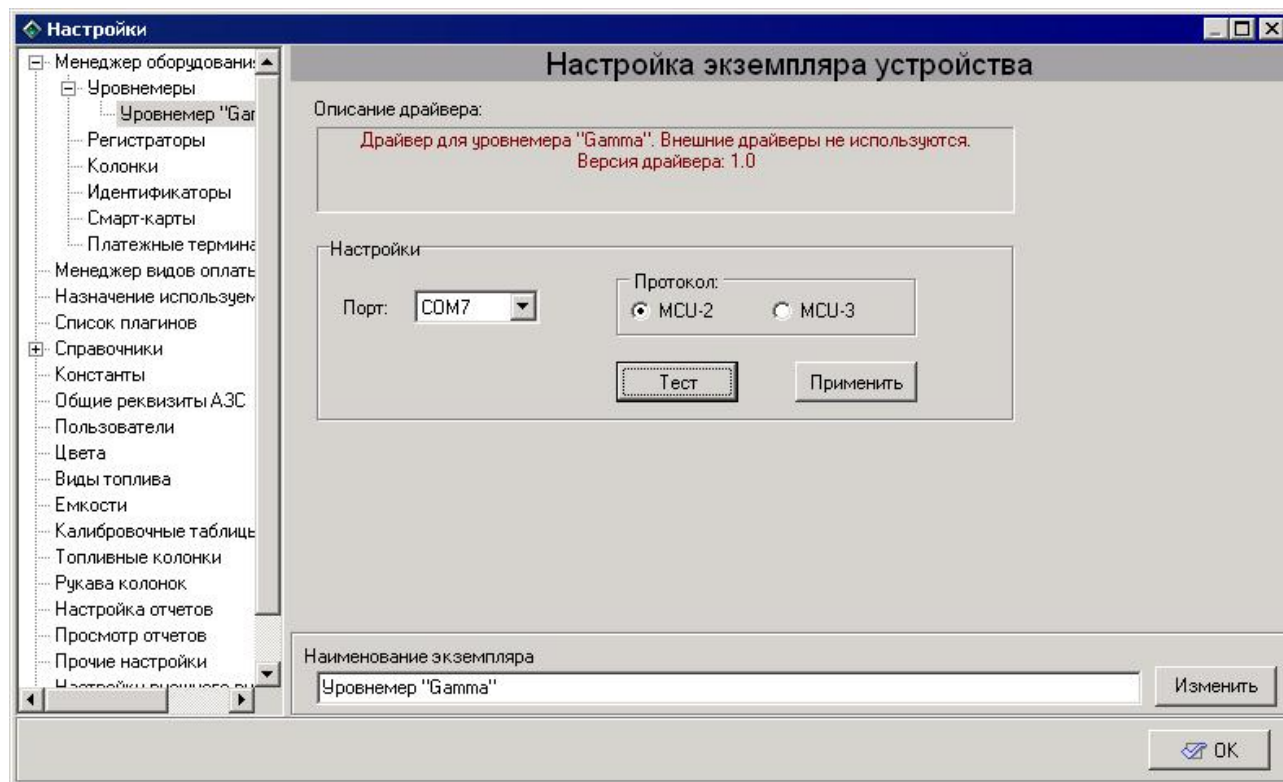 Настройки
Менеджер оборудовани
Уровнемеры
Уровнемер "Gar
Регистраторы
Колонки
Идентификаторы
Смарт-карты
Платежные термина
Менеджер видов оплать
Назначение используем
Список плагинов
Справочники
Константы
Общие реквизиты АЗС
Пользователи
Цвета
Виды топлива
Емкости
Калибровочные таблицы
Топливные колонки
Рукава колонок
Настройка отчетов
Просмотр отчетов
Прочие настройки
Настройка экземпляра устройства
Описание драйвера:
Драйвер для уровнемера "Gamma". Внешние драйверы не используются.
Версия драйвера: 1.0
Настройки
Порт: COM7
Протокол:
MCU-2 MCU-3
Тест Применить
Наименование экземпляра
Уровнемер "Gamma" Изменить
OK